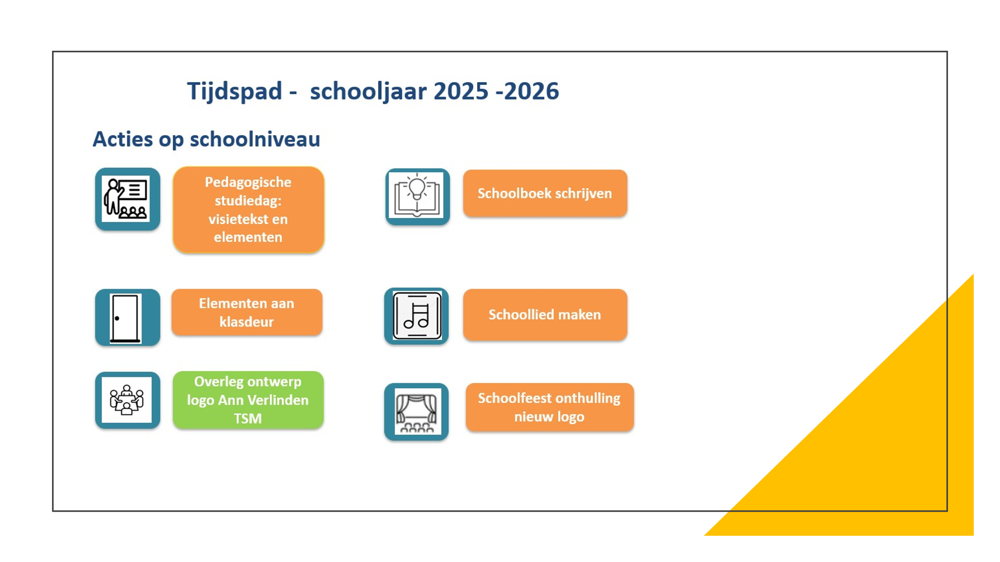 Tijdspad -  schooljaar 2025 -2026
Acties op schoolniveau
Pedagogische
studiedag:
visietekst en
elementen
Schoolboek schrijven
Elementen aan
klasdeur
Schoollied maken
Overleg ontwerp
logo Ann Verlinden
TSM
Schoolfeest onthulling
nieuw logo